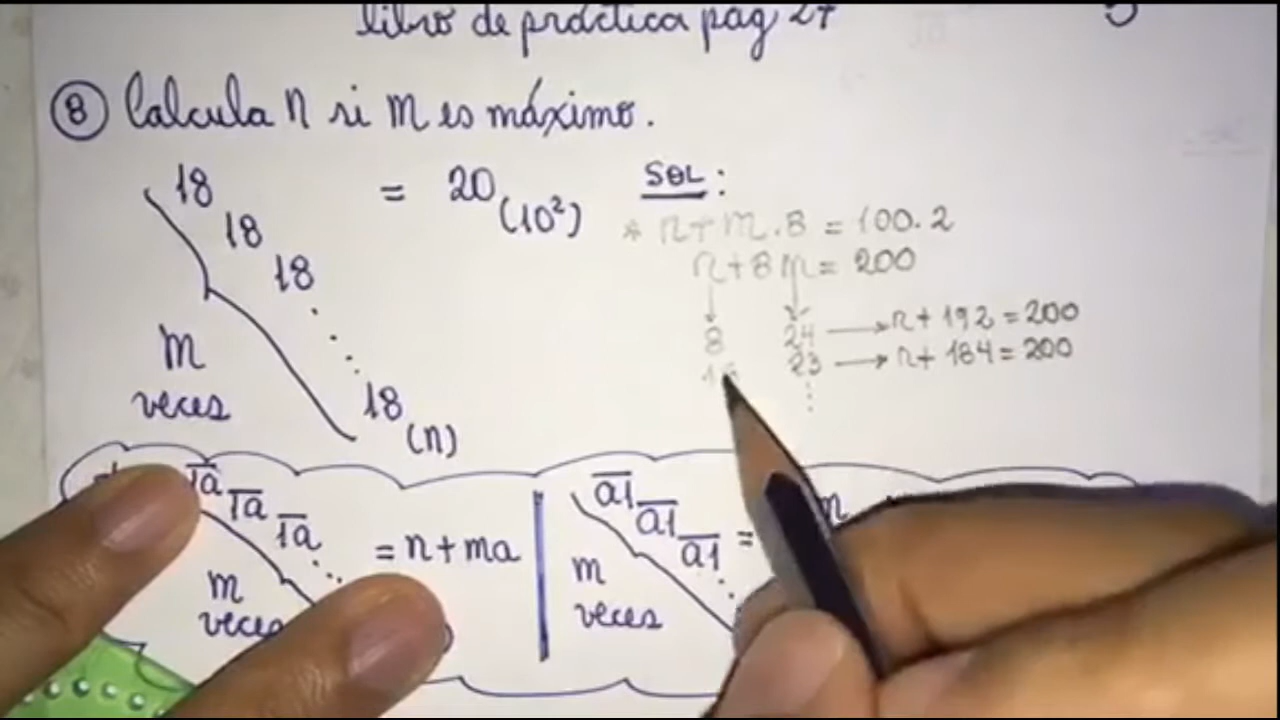 libro de práctica pag 27
8 Calcula n si m es máximo.
18
18
18
18 (n)
m
veces
= 20 (10²)
SOL:
* n+m.8 = 100.2
n+8m = 200
8 24 → n + 192 = 200
16 23 → n + 184 = 200
1a
1a
1a
m
veces
= n + ma
a1
a1
a1
m
veces
=
m